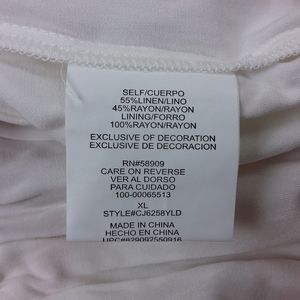 SELF/CUERPO
55%LINEN/LINO
45%RAYON/RAYON
LINING/FORRO
100%RAYON/RAYON
EXCLUSIVE OF DECORATION
EXCLUSIVE DE DECORACION
RN#58909
CARE ON REVERSE
VER AL DORSO
PARA CUIDADO
100-00065513
XL
STYLE#CJ6258YLD
MADE IN CHINA
HECHO EN CHINA
UPC#829092550916